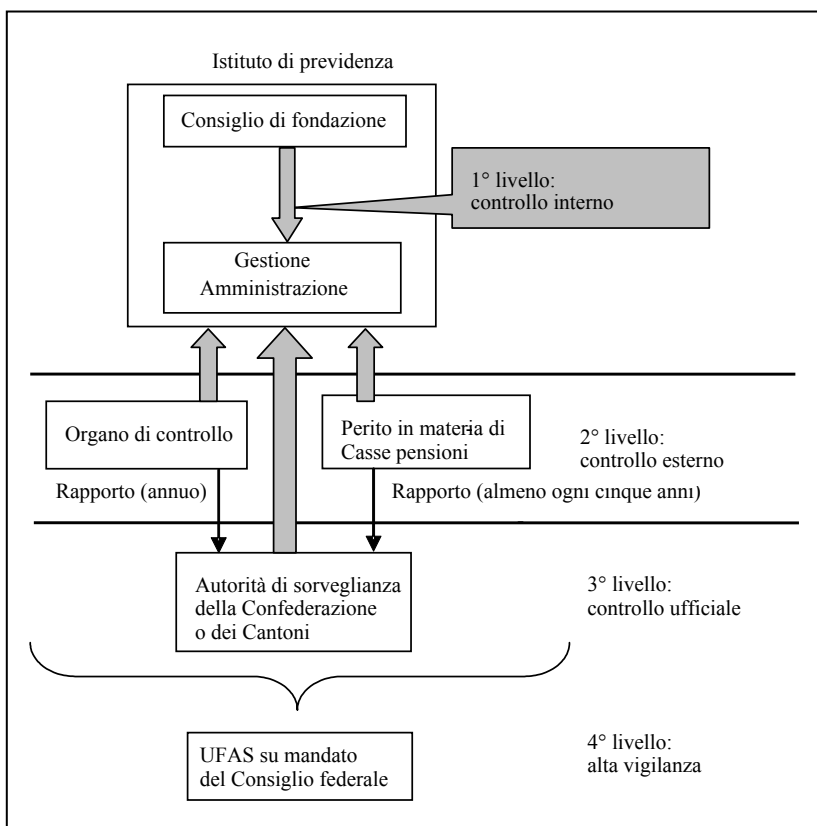 Istituto di previdenza
Consiglio di fondazione
1° livello:
controllo interno
Gestione
Amministrazione
Organo di controllo
Perito in materia di
Casse pensioni
2° livello:
controllo esterno
Rapporto (annuo)
Rapporto (almeno ogni cinque anni)
Autorità di sorveglianza
della Confederazione
o dei Cantoni
3° livello:
controllo ufficiale
UFAS su mandato
del Consiglio federale
4° livello:
alta vigilanza